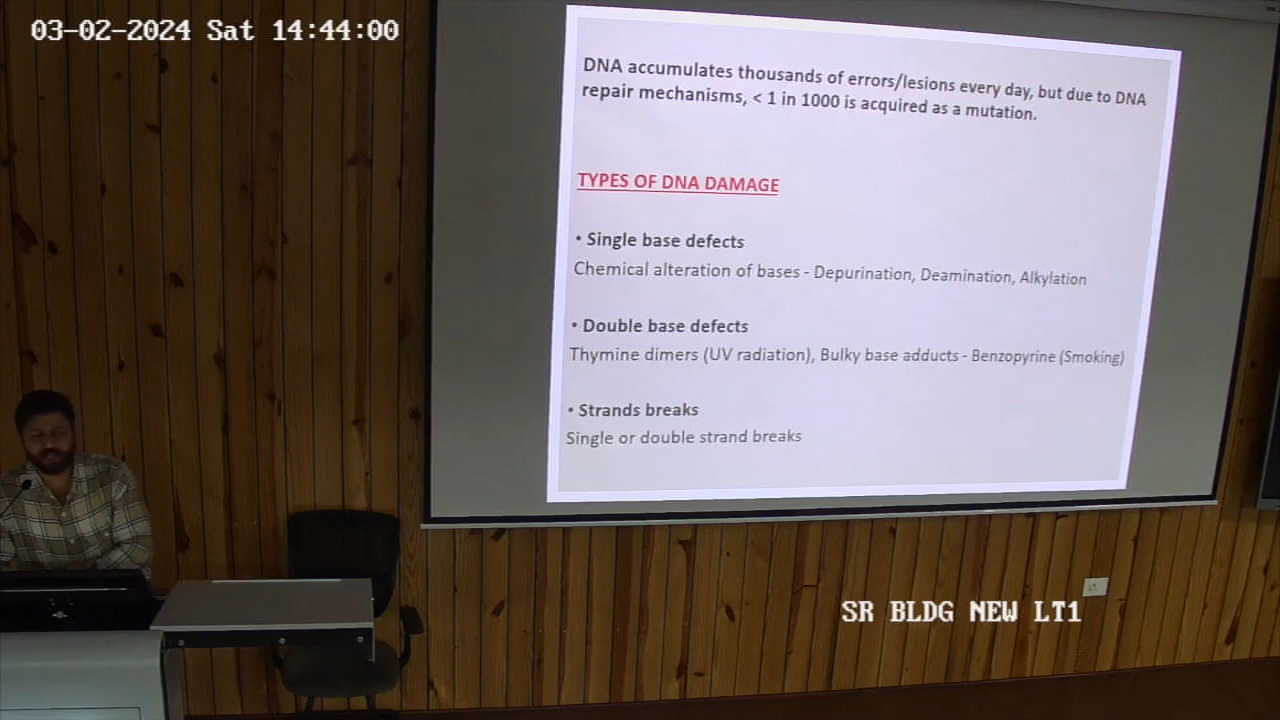 03-02-2024 Sat 14:44:00
DNA accumulates thousands of errors/lesions every day, but due to DNA
repair mechanisms, < 1 in 1000 is acquired as a mutation.
TYPES OF DNA DAMAGE
• Single base defects
Chemical alteration of bases - Depurination, Deamination, Alkylation
• Double base defects
Thymine dimers (UV radiation), Bulky base adducts - Benzopyrine (Smoking)
• Strands breaks
Single or double strand breaks
SR BLDG NEW LT1